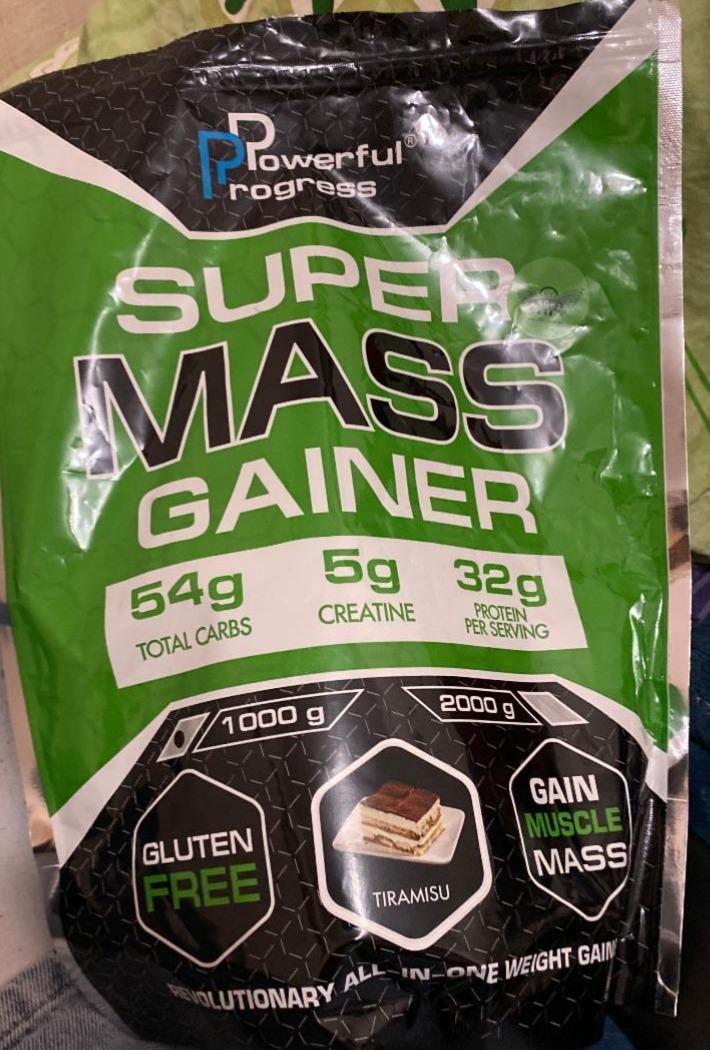 Powerful®
Progress
SUPER
MASS
GAINER
54g
TOTAL CARBS
5g
CREATINE
32g
PROTEIN
PER SERVING
1000 g
2000 g
GLUTEN
FREE
TIRAMISU
GAIN
MUSCLE
MASS
REVOLUTIONARY ALL-IN-ONE WEIGHT GAIN